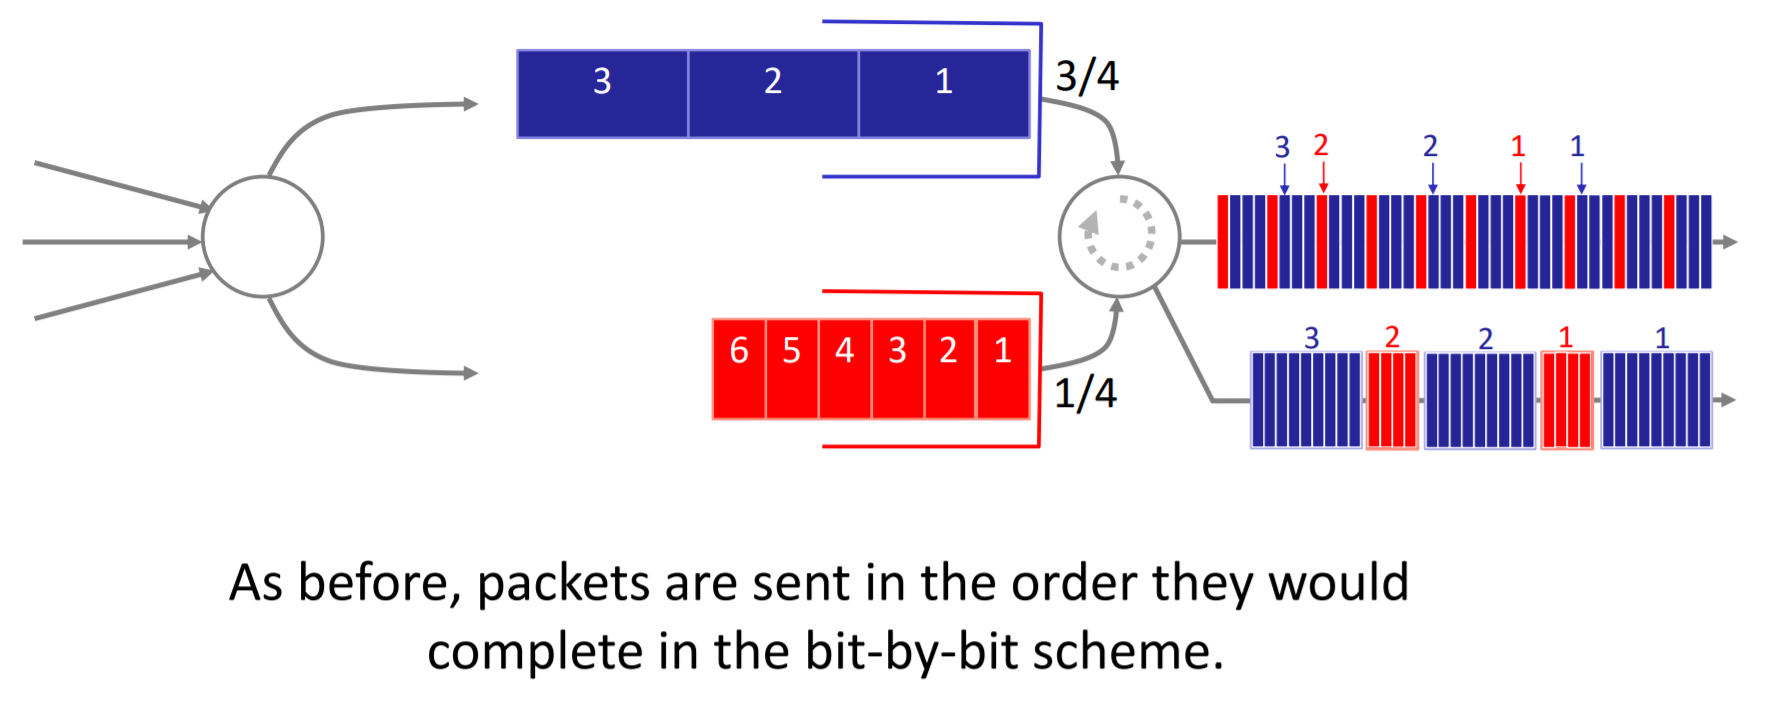 3 2 1
3/4
3 2 2 1 1
6 5 4 3 2 1
1/4
3 2 2 1 1
As before, packets are sent in the order they would
complete in the bit-by-bit scheme.